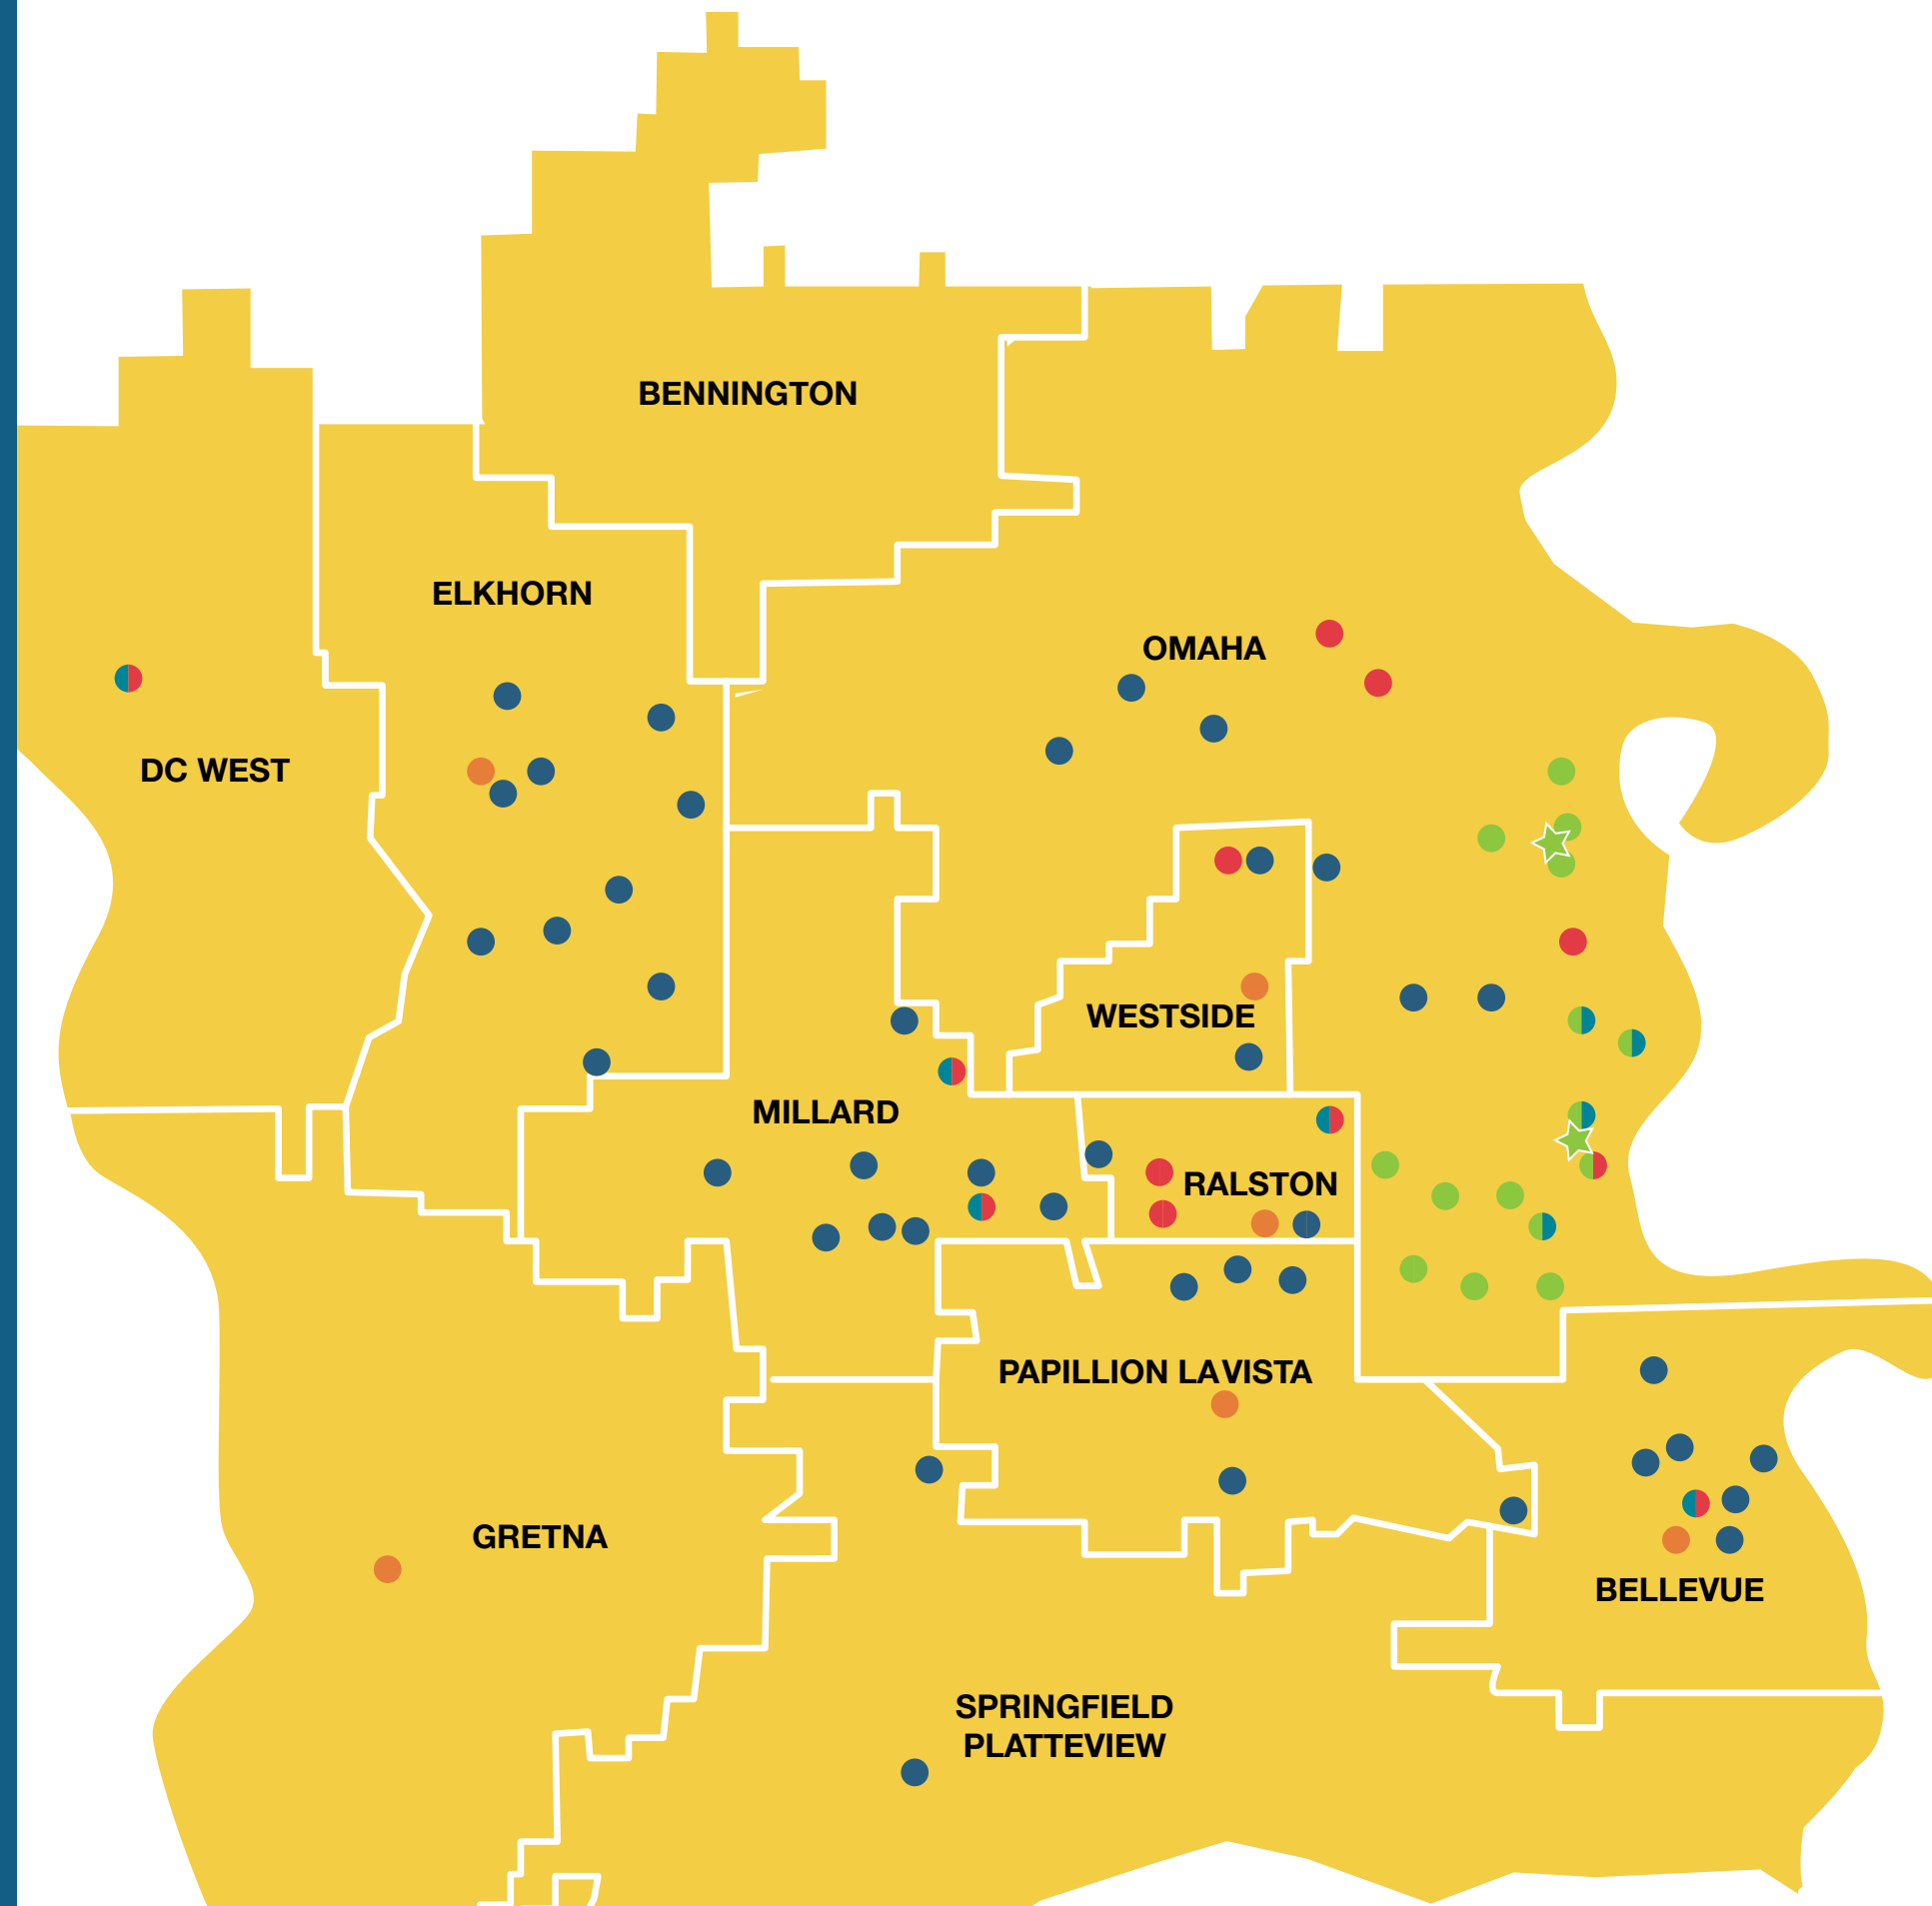 BENNINGTON
ELKHORN
OMAHA
DC WEST
WESTSIDE
MILLARD
RALSTON
PAPILLION LAVISTA
GRETNA
BELLEVUE
SPRINGFIELD
PLATTEVIEW